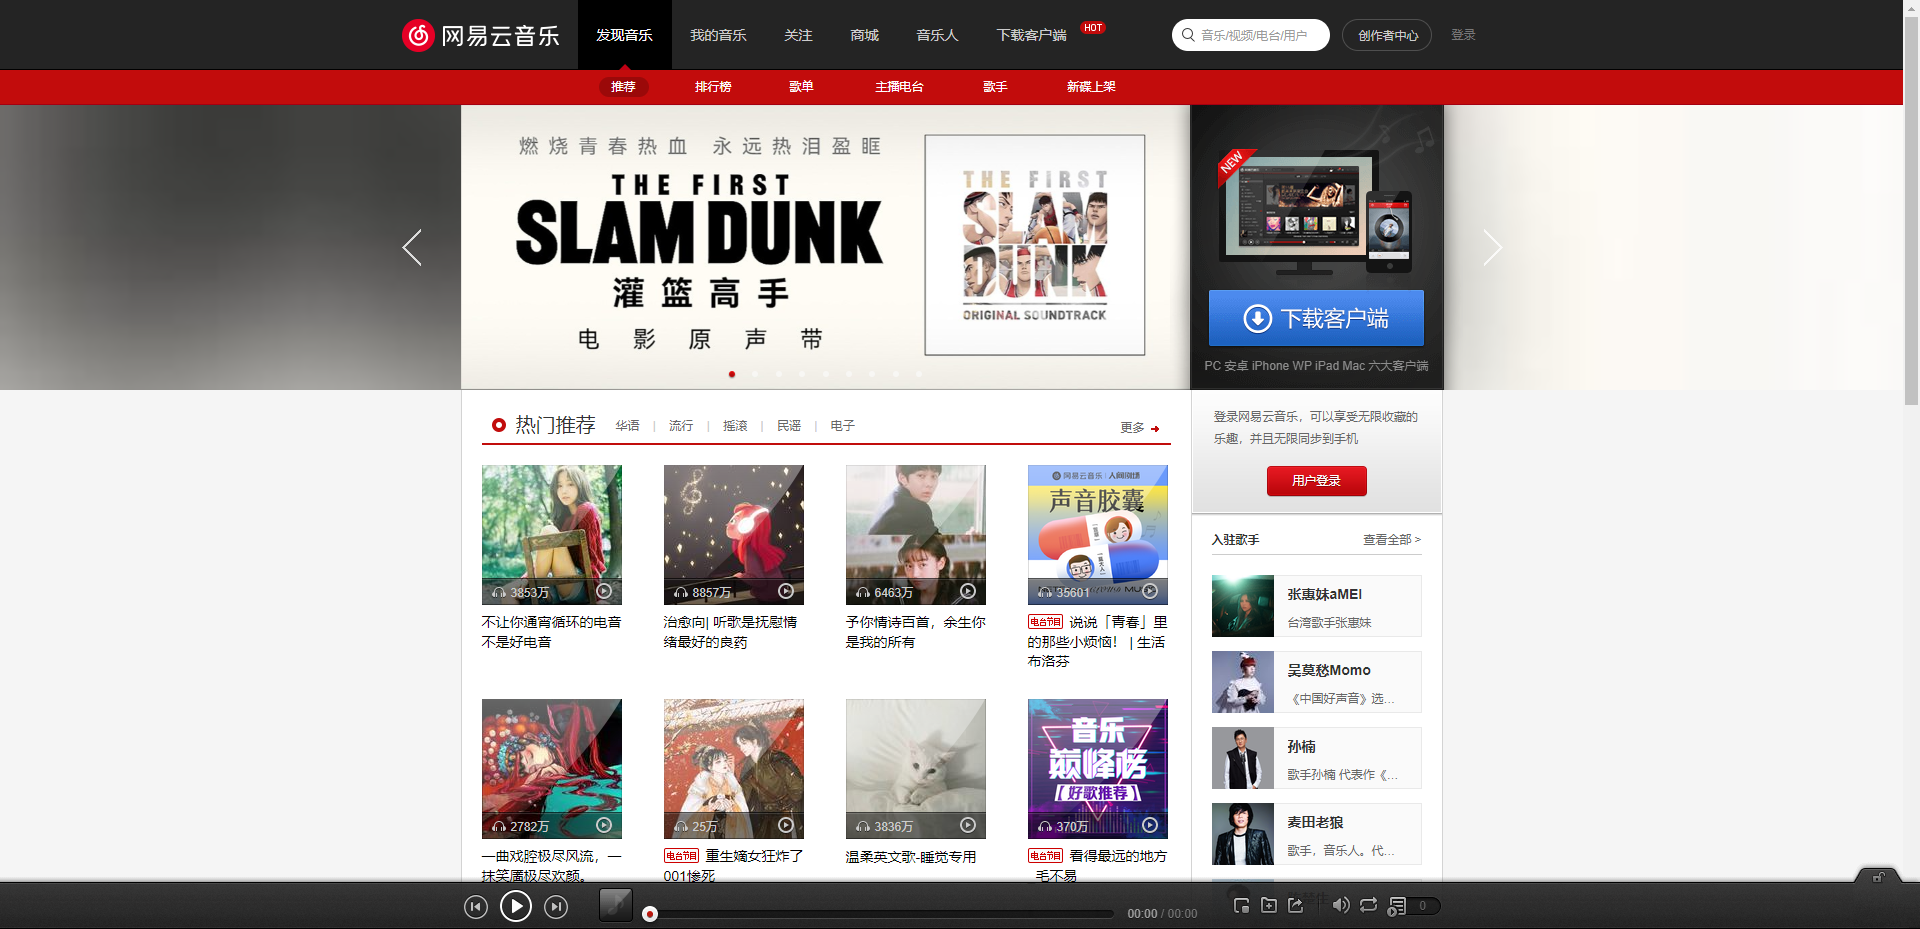 网易云音乐
发现音乐
我的音乐
关注
商城
音乐人
下载客户端
HOT
音乐/视频/电台/用户
创作者中心
登录
推荐
排行榜
歌单
主播电台
歌手
新碟上架
燃烧青春热血 永远热泪盈眶
THE FIRST
SLAM DUNK
灌篮高手
电影原声带
THE FIRST
SLAM
DUNK
ORIGINAL SOUNDTRACK
NEW
下载客户端
PC 安卓 iPhone WP iPad Mac 六大客户端
热门推荐
华语 | 流行 | 摇滚 | 民谣 | 电子
更多
登录网易云音乐，可以享受无限收藏的
乐趣，并且无限同步到手机
用户登录
3853万
不让你通宵循环的电音
不是好电音
8857万
治愈向| 听歌是抚慰情
绪最好的良药
6463万
予你情诗百首，余生你
是我的所有
网易云音乐 | 人间剧场
声音胶囊
35601
电台节目 说说「青春」里
的那些小烦恼！ | 生活
布洛芬
入驻歌手
查看全部 >
张惠妹aMEI
台湾歌手张惠妹
吴莫愁Momo
《中国好声音》选...
孙楠
歌手孙楠 代表作《...
麦田老狼
歌手，音乐人。代...
2782万
一曲戏腔极尽风流，一
抹笑靥极尽欢颜。
25万
电台节目 重生嫡女狂炸了
001惨死
3836万
温柔英文歌-睡觉专用
音乐
巅峰榜
【好歌推荐】
370万
电台节目 看得最远的地方
_毛不易
00:00 / 00:00
0